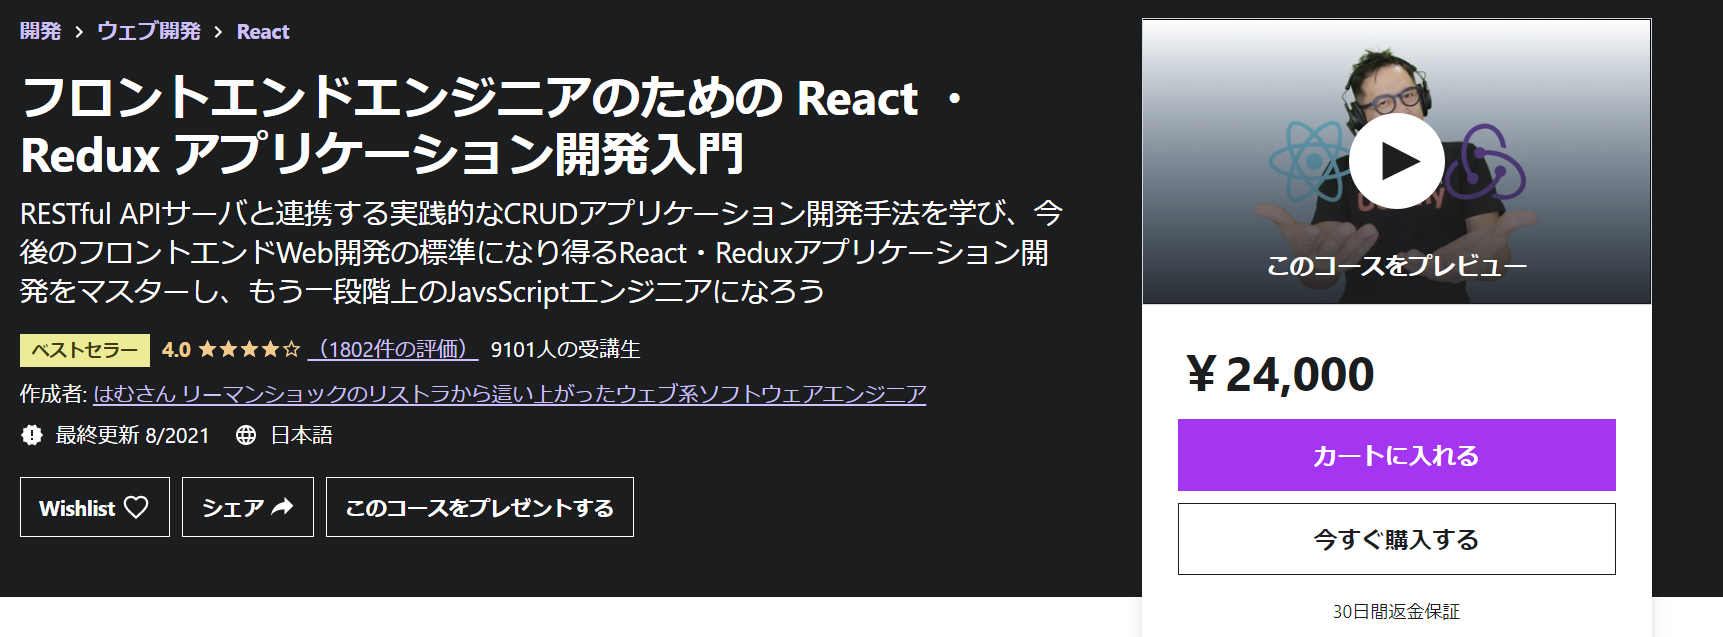 開発 > ウェブ開発 > React
フロントエンドエンジニアのための React ・
Redux アプリケーション開発入門
RESTful APIサーバと連携する実践的なCRUDアプリケーション開発手法を学び、今
後のフロントエンドWeb開発の標準になり得るReact・Reduxアプリケーション開
発をマスターし、もう一段階上のJavsScriptエンジニアになろう
ベストセラー 4.0 (1802件の評価) 9101人の受講生
作成者: はむさん リーマンショックのリストラから這い上がったウェブ系ソフトウェアエンジニア
最終更新 8/2021 日本語
Wishlist シェア このコースをプレゼントする
このコースをプレビュー
¥24,000
カートに入れる
今すぐ購入する
30日間返金保証